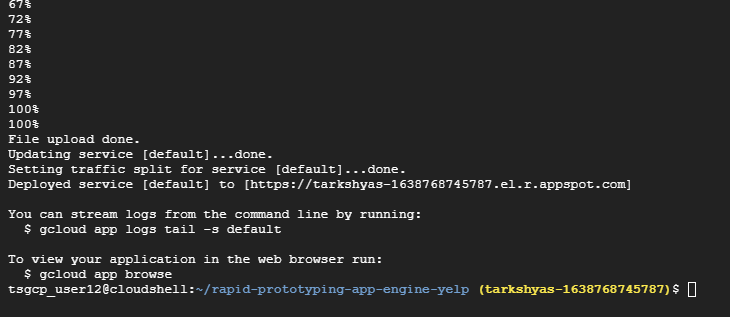 67%
72%
77%
82%
87%
92%
97%
100%
100%
File upload done.
Updating service [default]...done.
Setting traffic split for service [default]...done.
Deployed service [default] to [https://tarkshyas-1638768745787.el.r.appspot.com]
You can stream logs from the command line by running:
$ gcloud app logs tail -s default
To view your application in the web browser run:
$ gcloud app browse
tsgcp_user12@cloudshell:~/rapid-prototyping-app-engine-yelp (tarkshyas-1638768745787)$